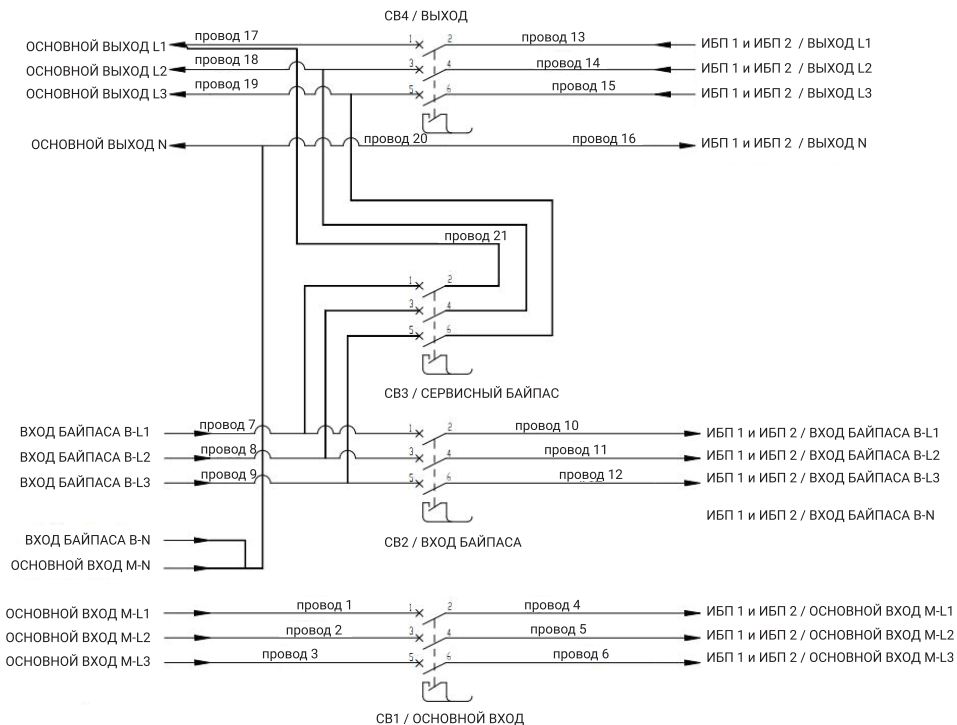 СВ4 / ВЫХОД
ОСНОВНОЙ ВЫХОД L1
провод 17
1
2
провод 13
ИБП 1 и ИБП 2 / ВЫХОД L1
ОСНОВНОЙ ВЫХОД L2
провод 18
3
4
провод 14
ИБП 1 и ИБП 2 / ВЫХОД L2
ОСНОВНОЙ ВЫХОД L3
провод 19
5
6
провод 15
ИБП 1 и ИБП 2 / ВЫХОД L3
ОСНОВНОЙ ВЫХОД N
провод 20
провод 16
ИБП 1 и ИБП 2 / ВЫХОД N
провод 21
1
2
3
4
5
6
СВ3 / СЕРВИСНЫЙ БАЙПАС
ВХОД БАЙПАСА B-L1
провод 7
1
2
провод 10
ИБП 1 и ИБП 2 / ВХОД БАЙПАСА B-L1
ВХОД БАЙПАСА B-L2
провод 8
3
4
провод 11
ИБП 1 и ИБП 2 / ВХОД БАЙПАСА B-L2
ВХОД БАЙПАСА B-L3
провод 9
5
6
провод 12
ИБП 1 и ИБП 2 / ВХОД БАЙПАСА B-L3
ИБП 1 и ИБП 2 / ВХОД БАЙПАСА B-N
ВХОД БАЙПАСА B-N
СВ2 / ВХОД БАЙПАСА
ОСНОВНОЙ ВХОД M-N
ОСНОВНОЙ ВХОД M-L1
провод 1
1
2
провод 4
ИБП 1 и ИБП 2 / ОСНОВНОЙ ВХОД M-L1
ОСНОВНОЙ ВХОД M-L2
провод 2
3
4
провод 5
ИБП 1 и ИБП 2 / ОСНОВНОЙ ВХОД M-L2
ОСНОВНОЙ ВХОД M-L3
провод 3
5
6
провод 6
ИБП 1 и ИБП 2 / ОСНОВНОЙ ВХОД M-L3
СВ1 / ОСНОВНОЙ ВХОД